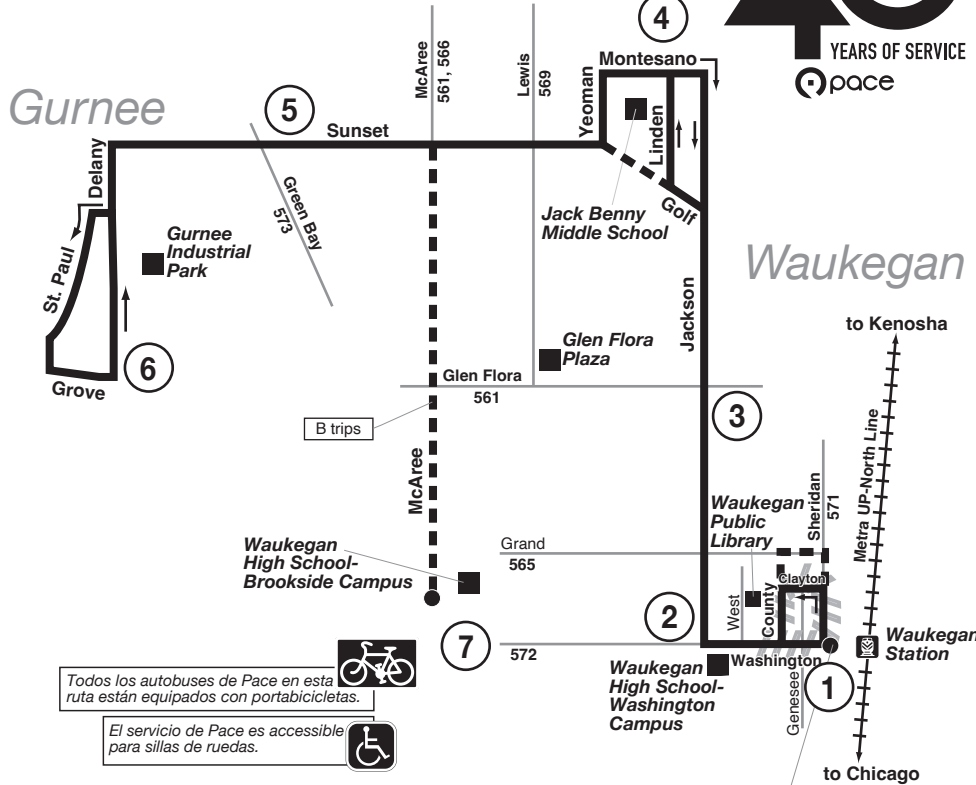 4
YEARS OF SERVICE
pace
Montesano
McAree
561, 566
Lewis
569
Gurnee
5
Sunset
Yeoman
Linden
Delany
Green Bay
573
Golf
Jack Benny
Middle School
Gurnee
Industrial
Park
St. Paul
Waukegan
to Kenosha
Jackson
Glen Flora
Plaza
6
Grove
Glen Flora
561
3
B trips
McAree
Metra UP-North Line
Sheridan
571
Waukegan
Public
Library
Grand
565
Waukegan
High School-
Brookside Campus
Clayton
West
County
2
7
572
Washington
Waukegan
Station
Waukegan
High School-
Washington
Campus
1
Genesee
Todos los autobuses de Pace en esta
ruta están equipados con portabicicletas.
El servicio de Pace es accessible
para sillas de ruedas.
to Chicago